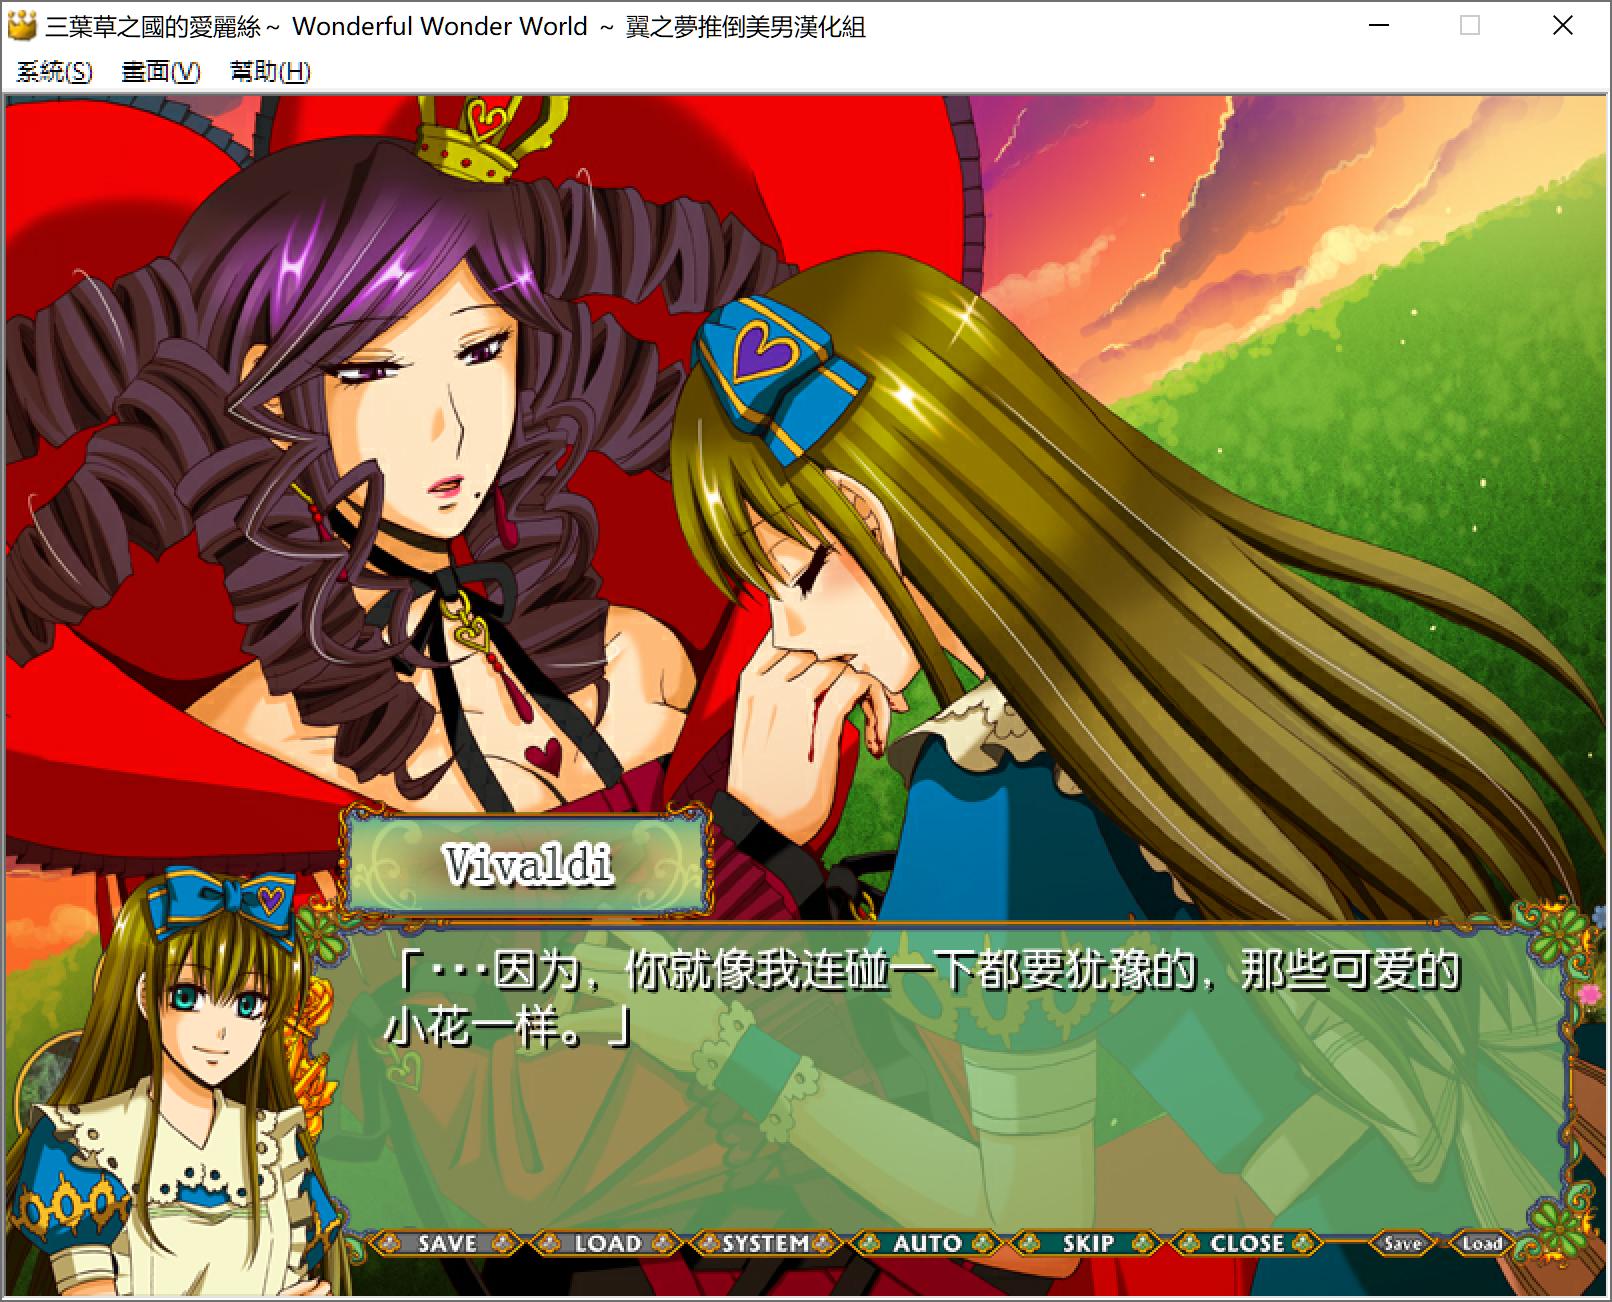 三葉草之國的愛麗絲～ Wonderful Wonder World ～ 翼之夢推倒美男漢化組
系統(S) 畫面(V) 幫助(H)
Vivaldi
「･･･因为，你就像我连碰一下都要犹豫的，那些可爱的
小花一样。」
SAVE LOAD SYSTEM AUTO SKIP CLOSE Save Load